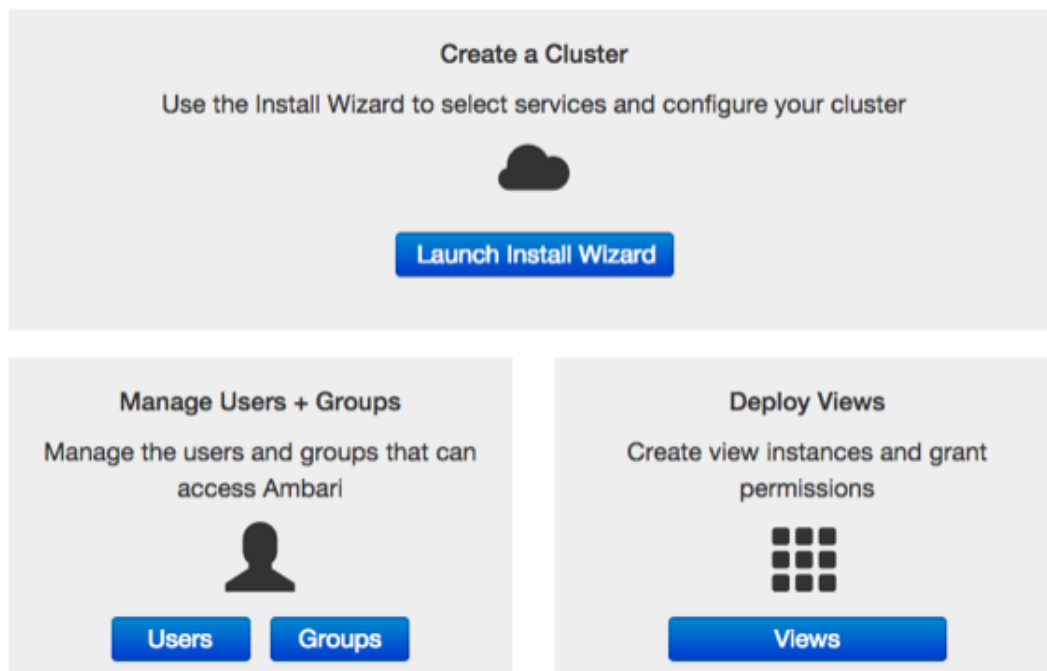 Create a Cluster
Use the Install Wizard to select services and configure your cluster
Launch Install Wizard
Manage Users + Groups
Manage the users and groups that can
access Ambari
Users
Groups
Deploy Views
Create view instances and grant
permissions
Views